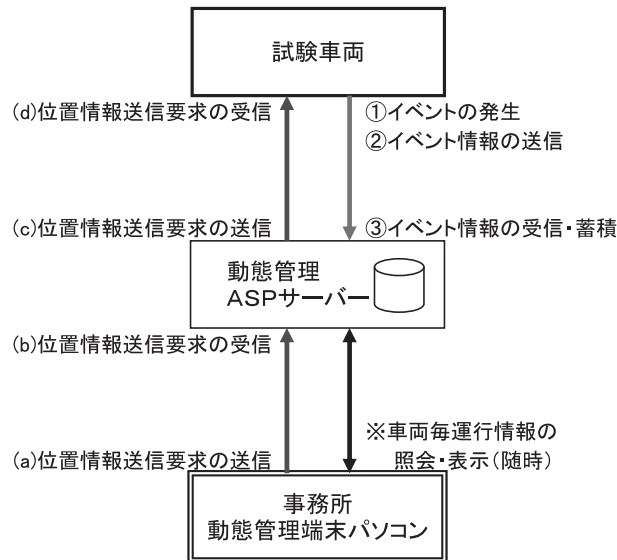 試験車両
(d)位置情報送信要求の受信
①イベントの発生
②イベント情報の送信
(c)位置情報送信要求の送信
③イベント情報の受信・蓄積
動態管理
ASPサーバー
(b)位置情報送信要求の受信
※車両毎運行情報の
照会・表示(随時)
(a)位置情報送信要求の送信
事務所
動態管理端末パソコン